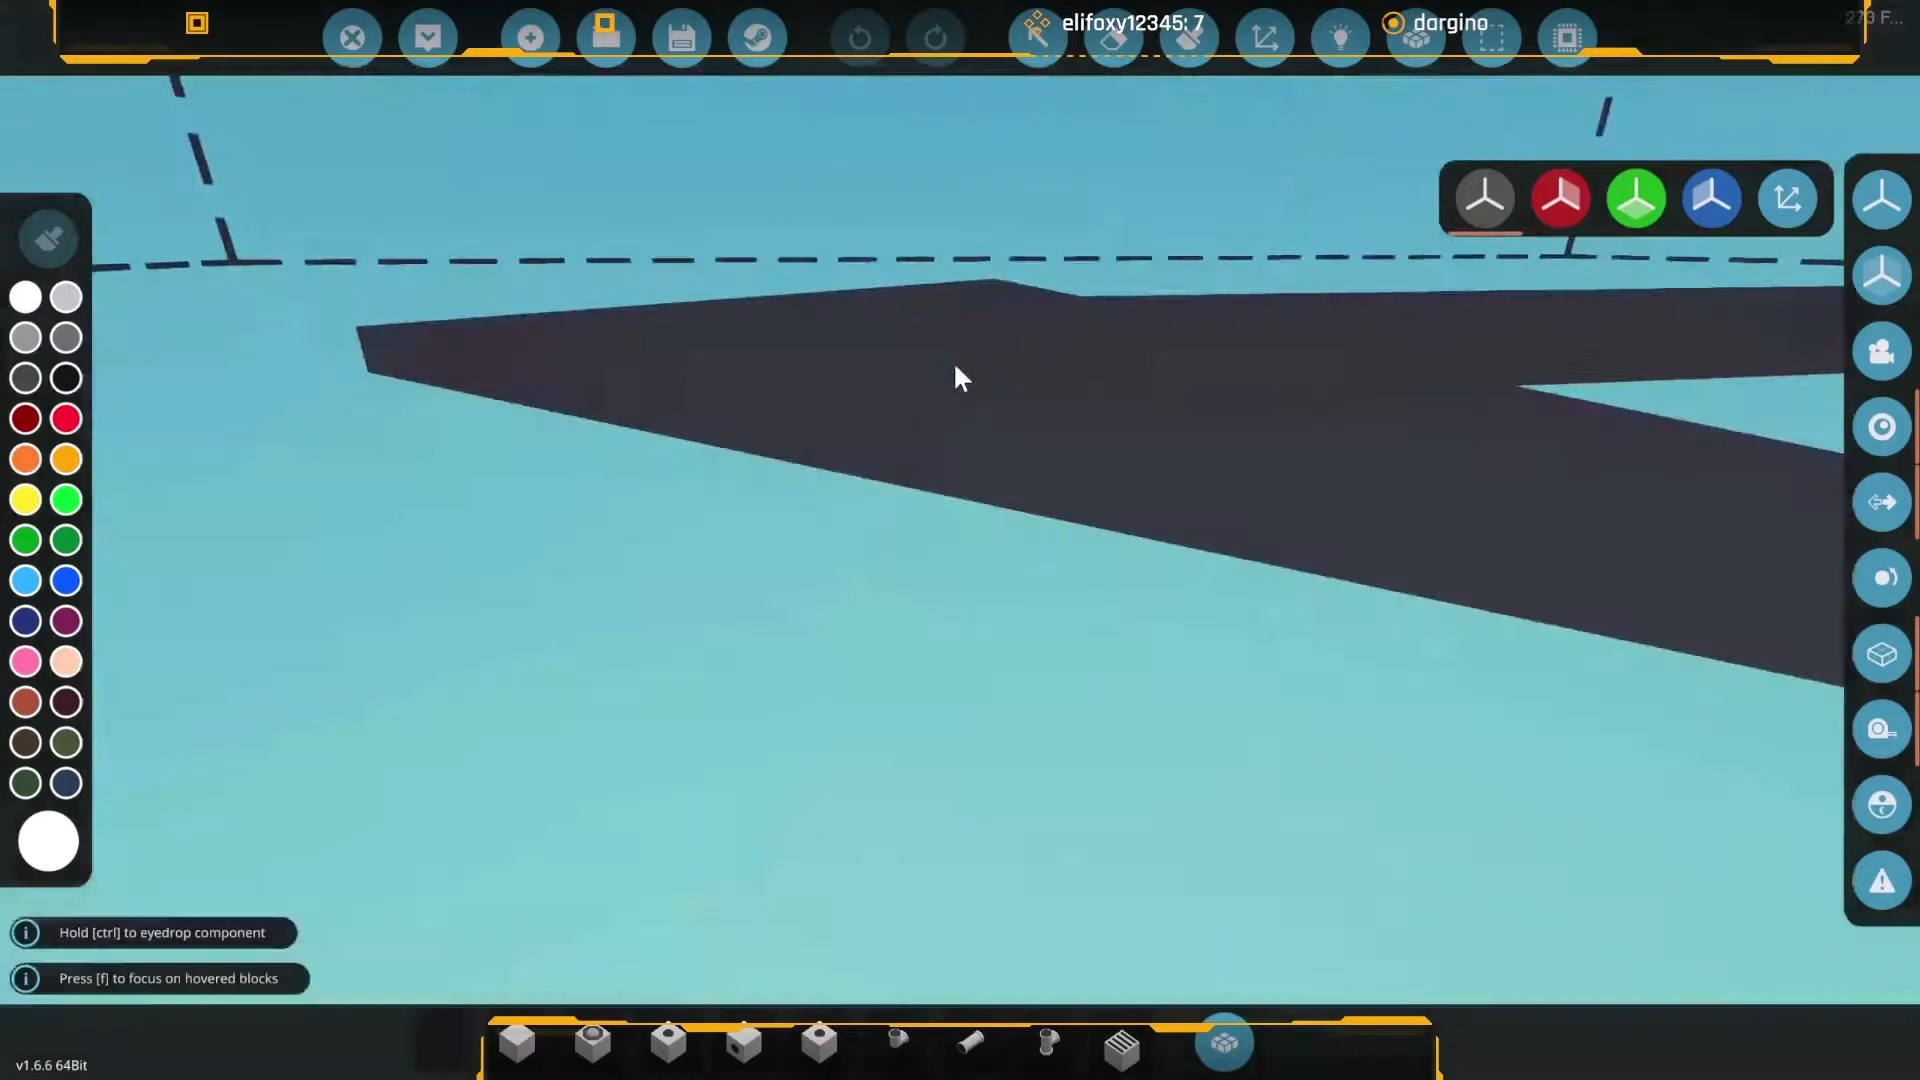 elifoxy12345: 7
dargino
Hold [ctrl] to eyedrop component
Press [f] to focus on hovered blocks
v1.6.6 64Bit